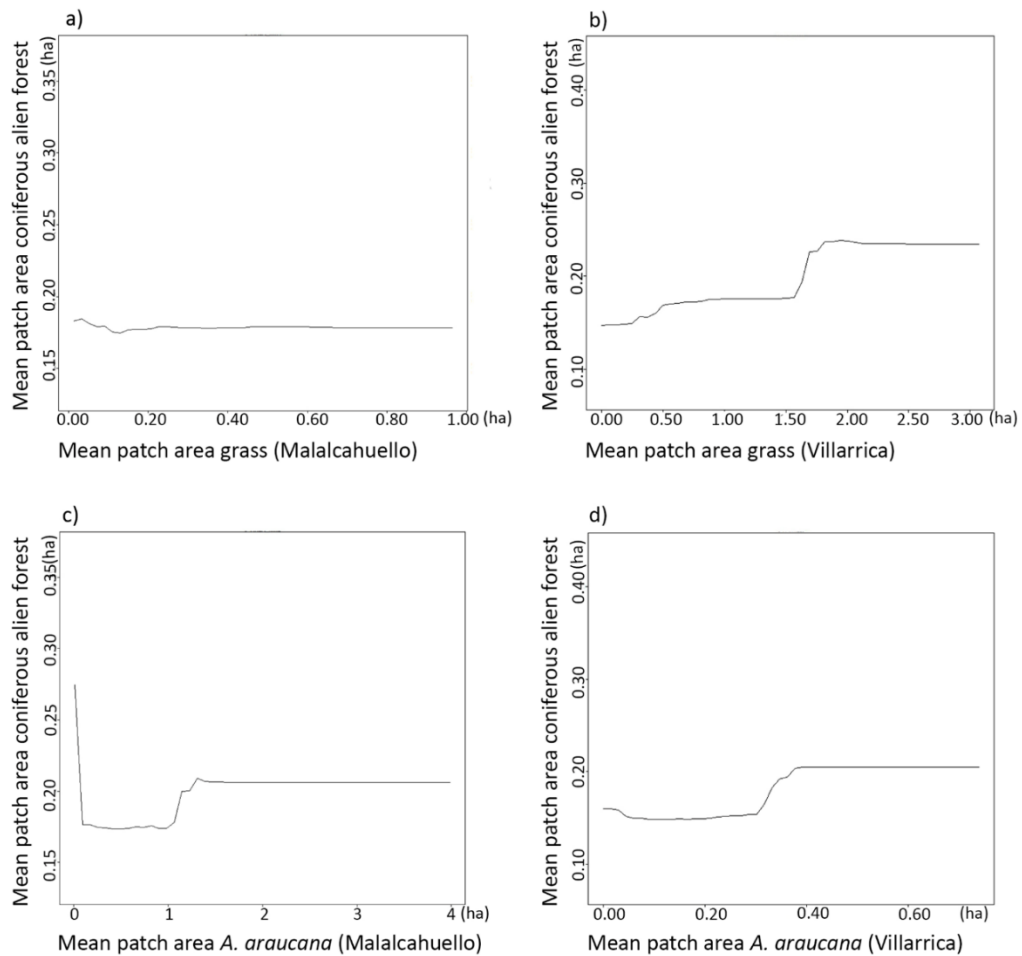 a)
Mean patch area coniferous alien forest (ha)
0.35
0.30
0.25
0.20
0.15
0.00 0.20 0.40 0.60 0.80 1.00 (ha)
Mean patch area grass (Malalcahuello)
b)
Mean patch area coniferous alien forest (ha)
0.40
0.30
0.20
0.10
0.00 0.50 1.00 1.50 2.00 2.50 3.00 (ha)
Mean patch area grass (Villarrica)
c)
Mean patch area coniferous alien forest (ha)
0.35
0.30
0.25
0.20
0.15
0 1 2 3 4 (ha)
Mean patch area A. araucana (Malalcahuello)
d)
Mean patch area coniferous alien forest (ha)
0.40
0.30
0.20
0.10
0.00 0.20 0.40 0.60 (ha)
Mean patch area A. araucana (Villarrica)